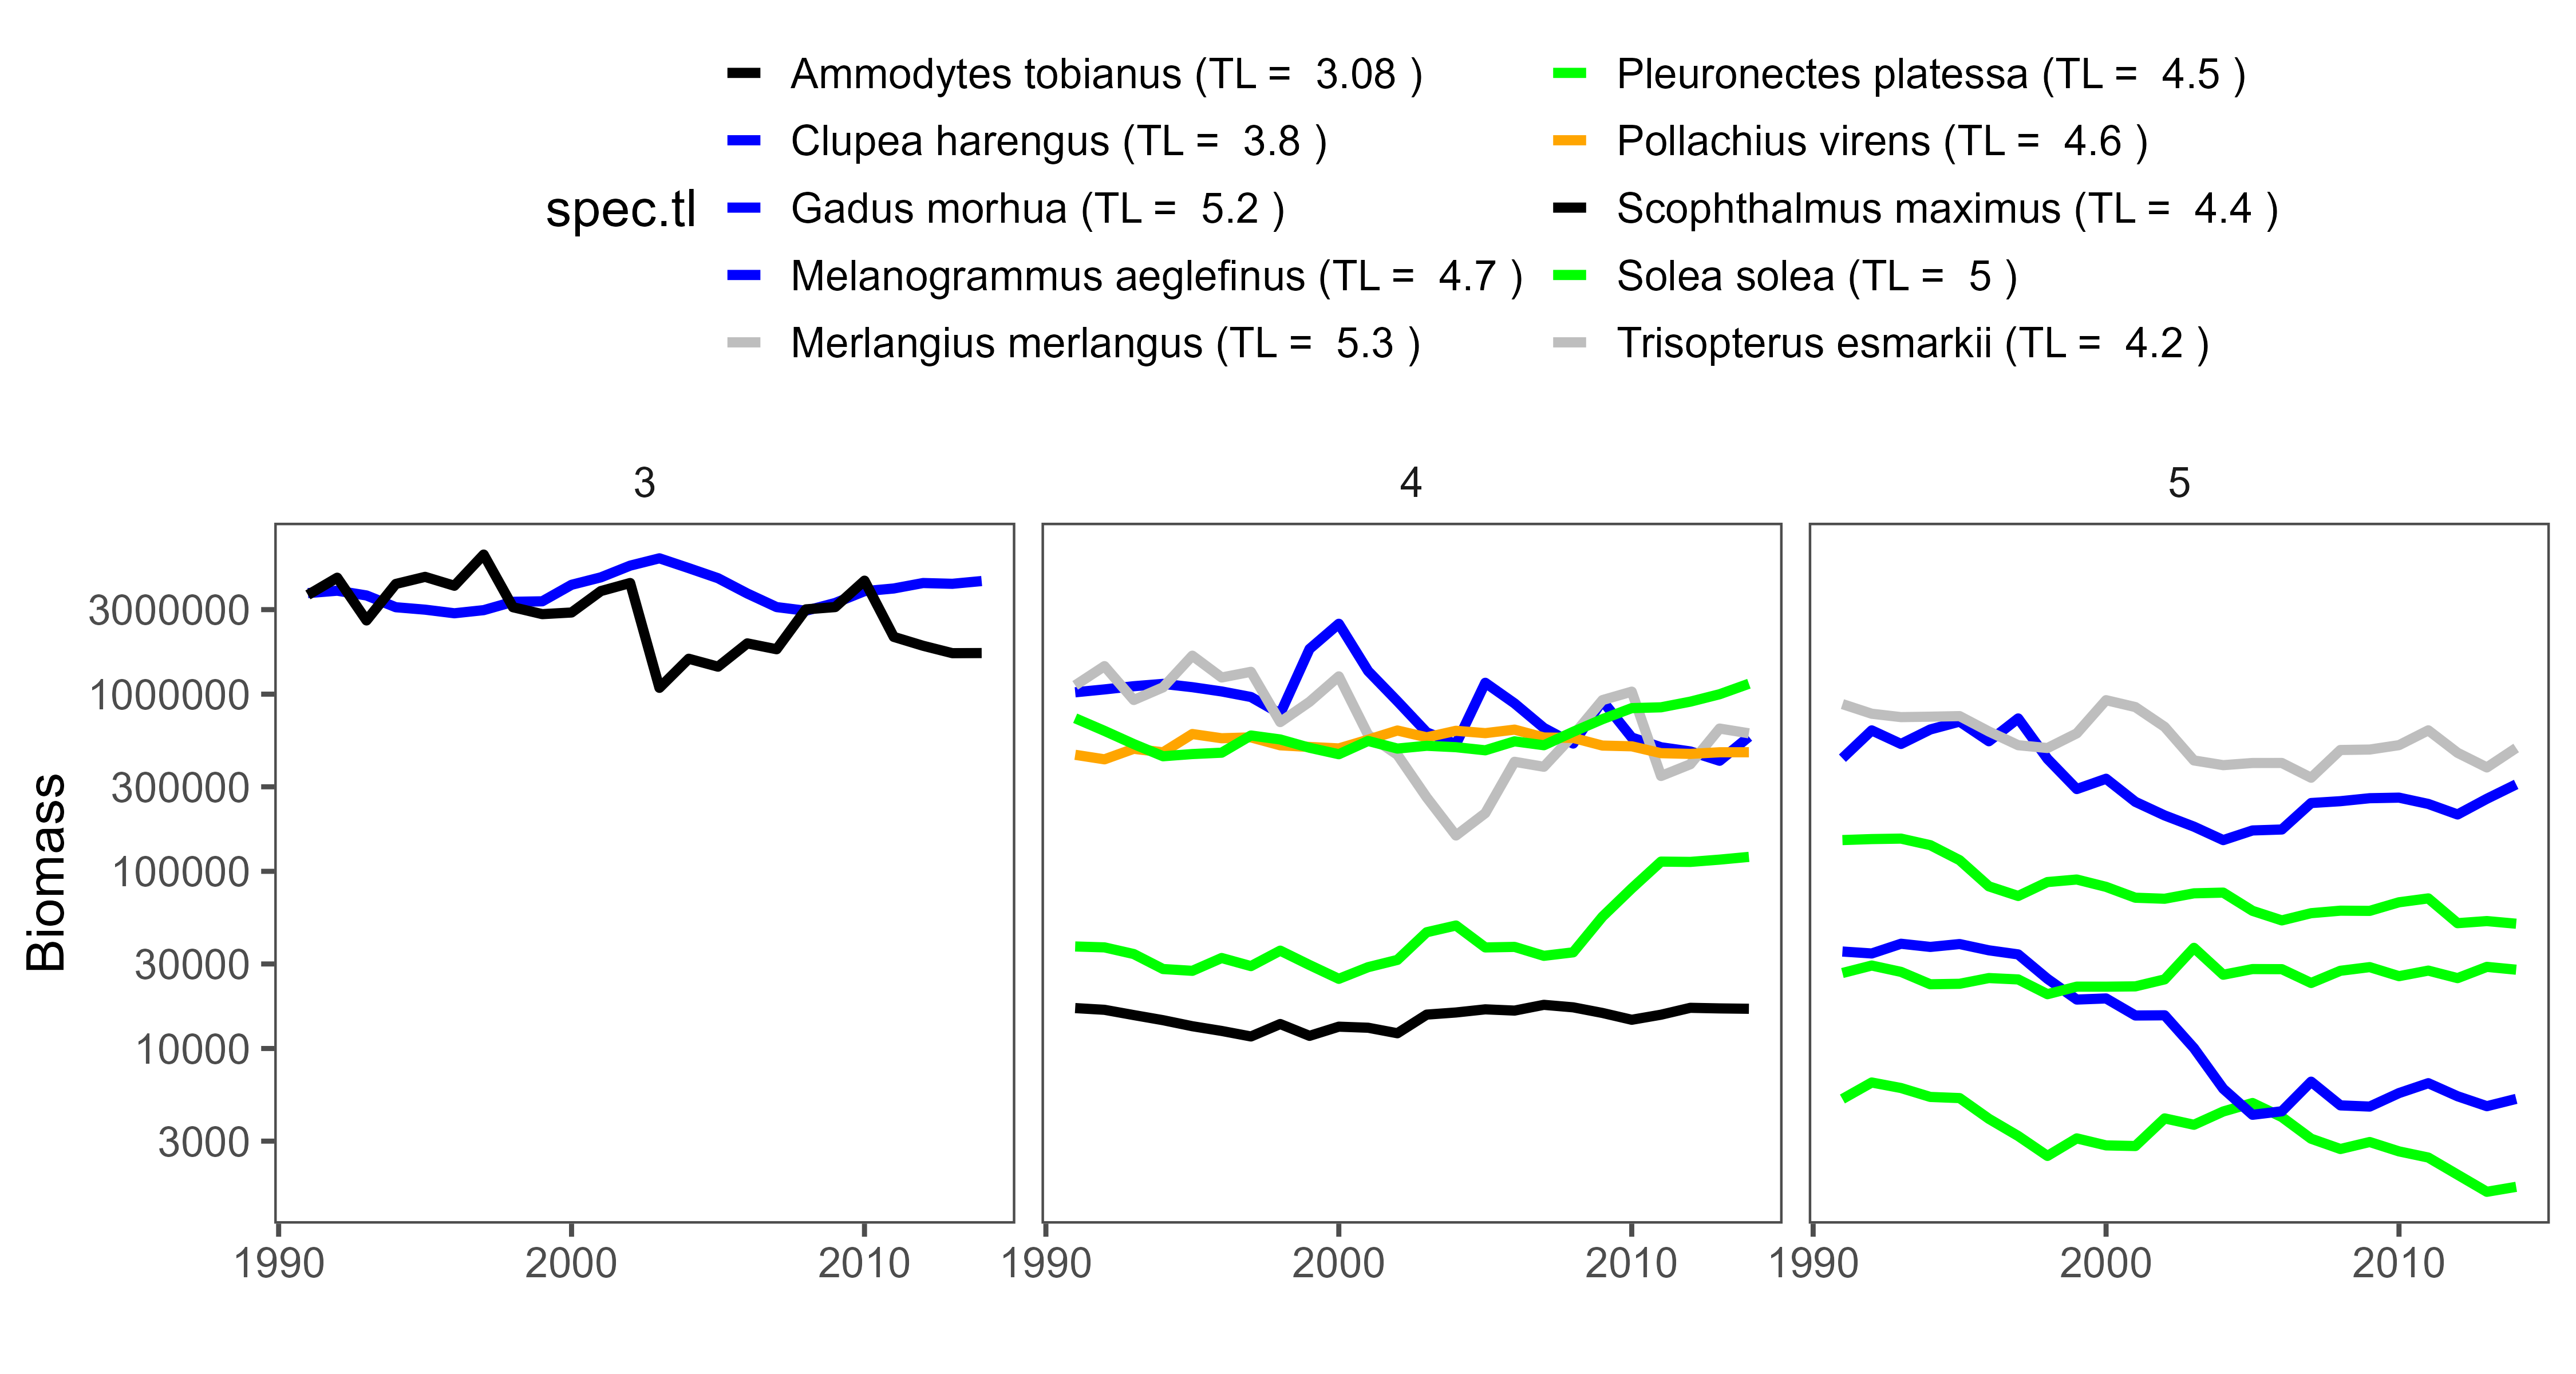 Ammodytes tobianus (TL =  3.08 )
Clupea harengus (TL =  3.8 )
spec.tl
Gadus morhua (TL =  5.2 )
Melanogrammus aeglefinus (TL =  4.7 )
Merlangius merlangus (TL =  5.3 )
Pleuronectes platessa (TL =  4.5 )
Pollachius virens (TL =  4.6 )
Scophthalmus maximus (TL =  4.4 )
Solea solea (TL =  5 )
Trisopterus esmarkii (TL =  4.2 )
3
4
5
Biomass
3000000
1000000
300000
100000
30000
10000
3000
1990 2000 2010
1990 2000 2010
1990 2000 2010